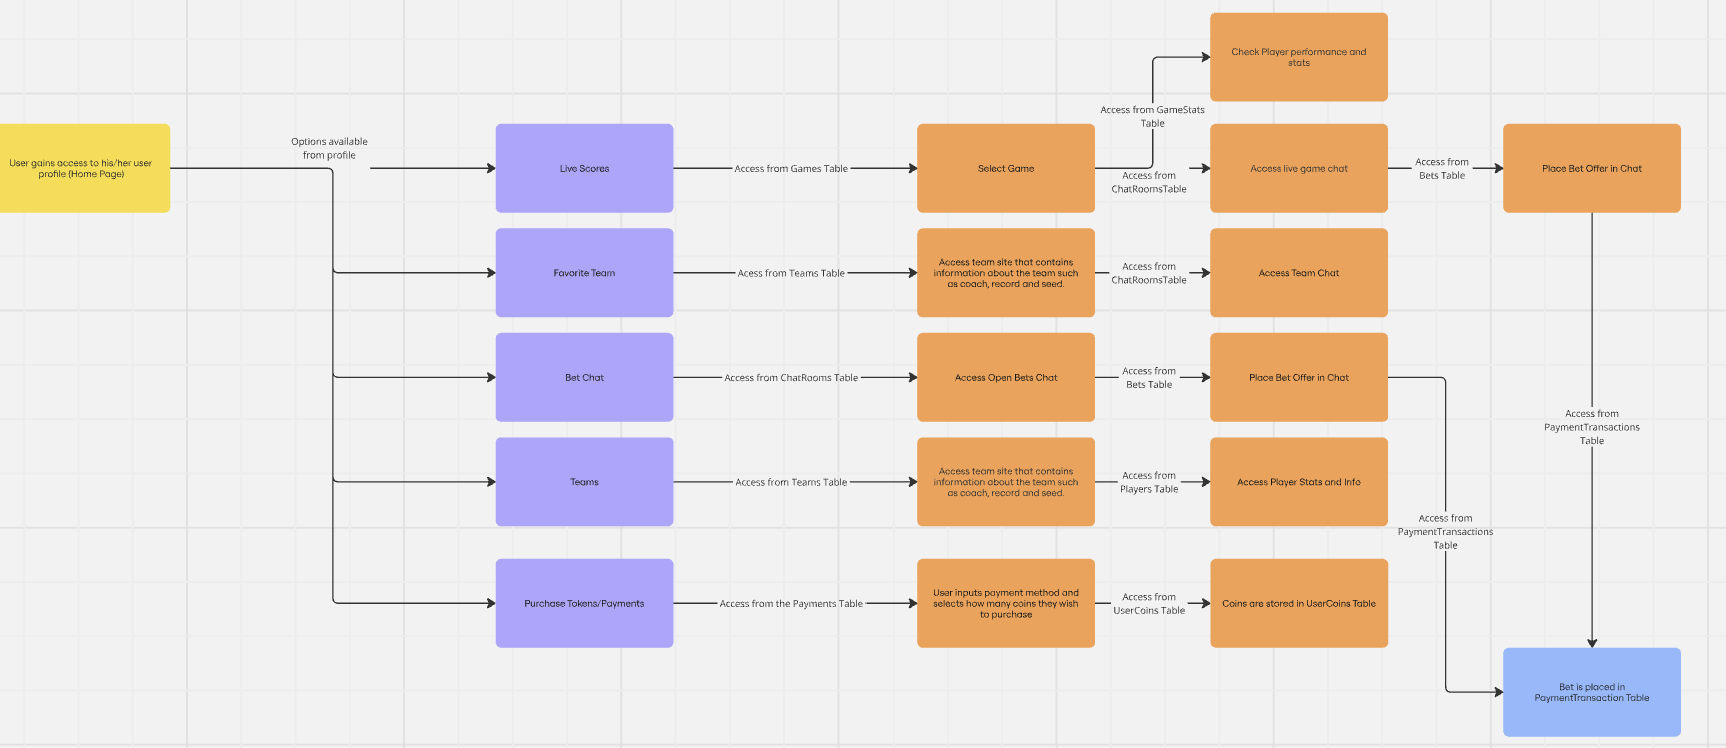 Check Player performance and
stats
Access from GameStats
Table
User gains access to his/her user
profile (Home Page)
Options available
from profile
Live Scores
Access from Games Table
Select Game
Access from
ChatRoomsTable
Access live game chat
Access from
Bets Table
Place Bet Offer in Chat
Favorite Team
Acess from Teams Table
Access team site that contains
information about the team such
as coach, record and seed.
Access from
ChatRoomsTable
Access Team Chat
Bet Chat
Access from ChatRooms Table
Access Open Bets Chat
Access from
Bets Table
Place Bet Offer in Chat
Access from
PaymentTransactions
Table
Teams
Access from Teams Table
Access team site that contains
information about the team such
as coach, record and seed.
Access from
Players Table
Access Player Stats and Info
Access from
PaymentTransactions
Table
Purchase Tokens/Payments
Access from the Payments Table
User inputs payment method and
selects how many coins they wish
to purchase
Access from
UserCoins Table
Coins are stored in UserCoins Table
Bet is placed in
PaymentTransaction Table